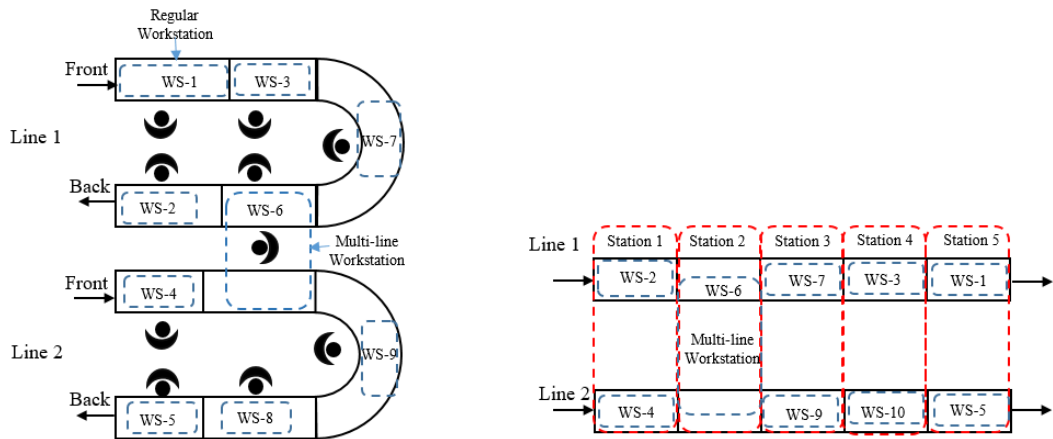 Regular
Workstation
Front
WS-1
WS-3
Line 1
WS-7
Back
WS-2
WS-6
Multi-line
Workstation
Front
WS-4
Line 2
WS-9
Back
WS-5
WS-8
Line 1
Station 1
Station 2
Station 3
Station 4
Station 5
WS-2
WS-6
WS-7
WS-3
WS-1
Multi-line
Workstation
Line 2
WS-4
WS-9
WS-10
WS-5